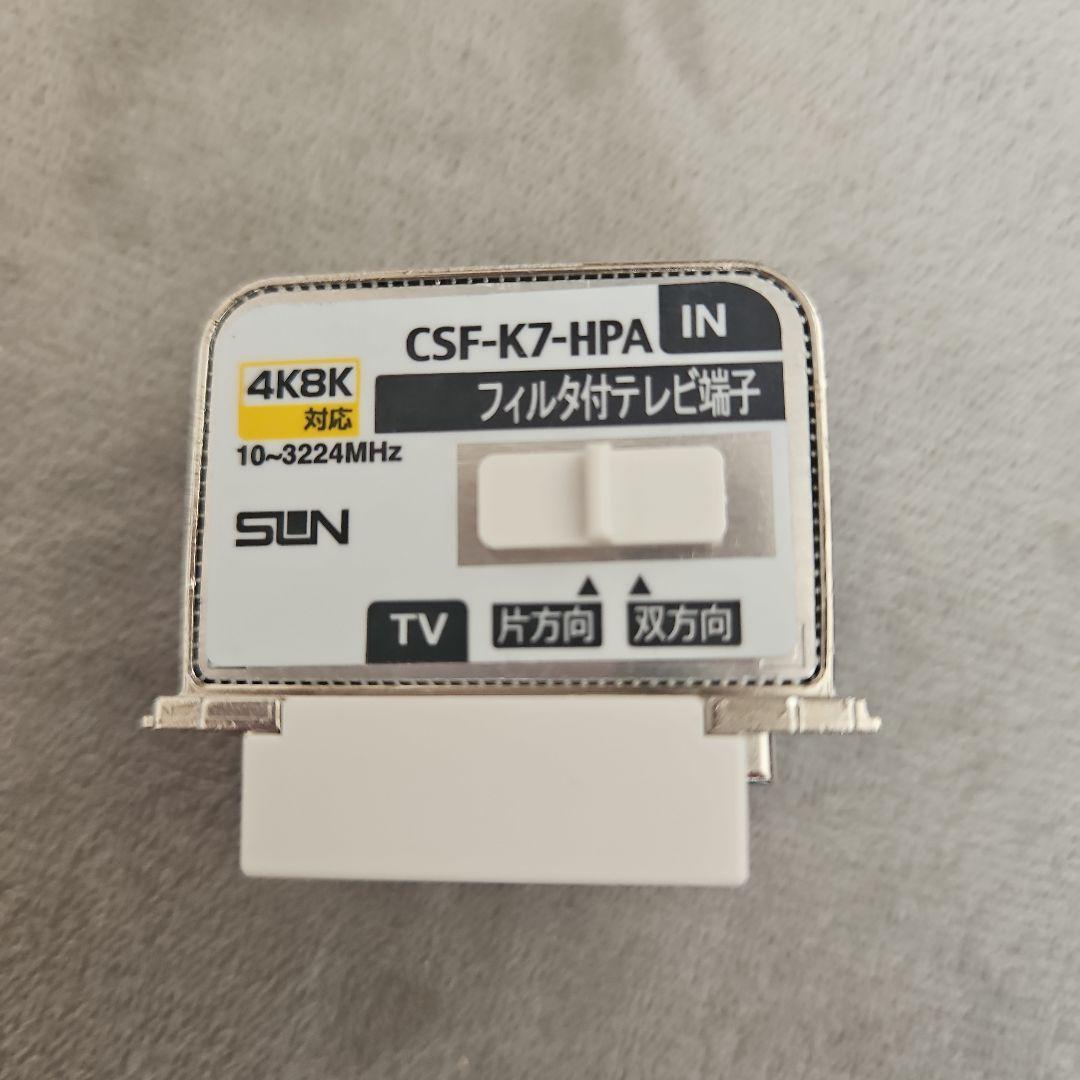 CSF-K7-HPA
IN
4K8K
対応
フィルタ付テレビ端子
10~3224MHz
SUN
▲ ▲
TV
片方向
双方向